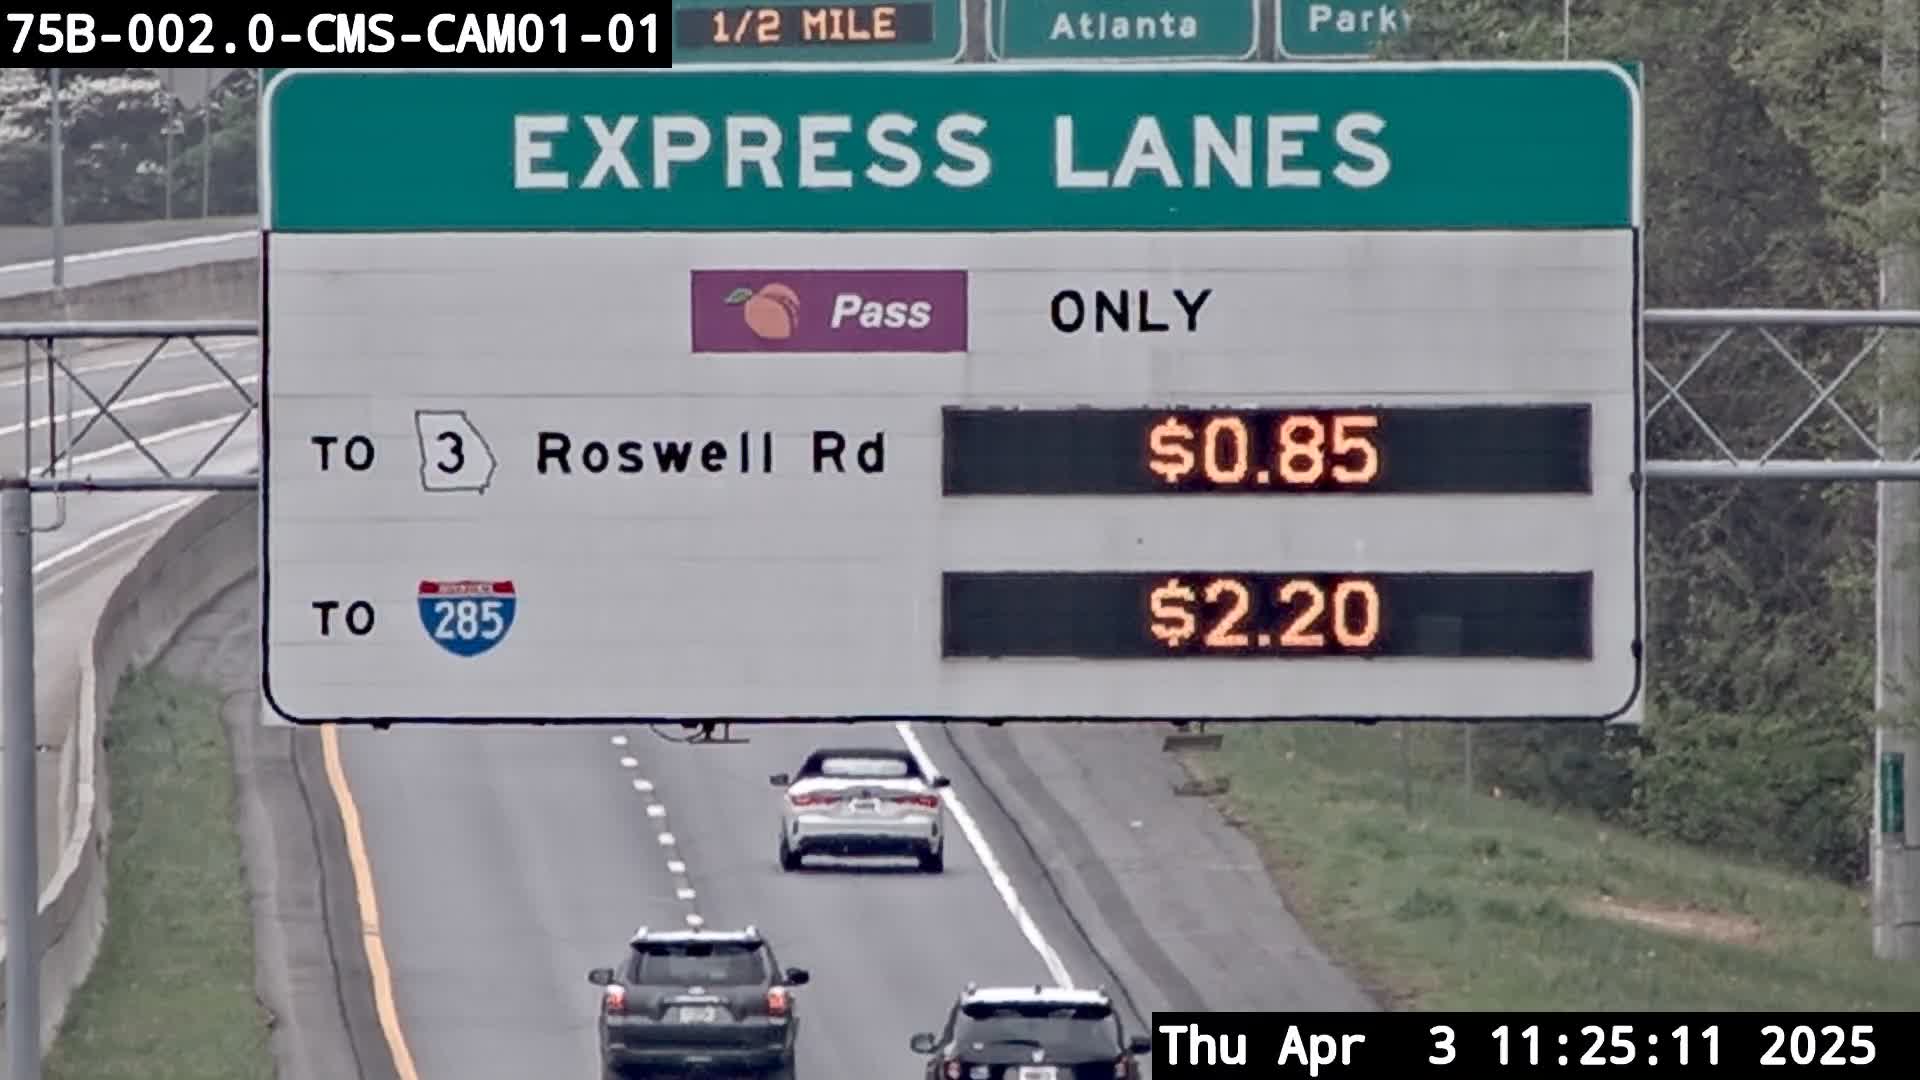 75B-002.0-CMS-CAM01-01
1/2 MILE
Atlanta
EXPRESS LANES
Pass ONLY
TO 3 Roswell Rd $0.85
TO 285 $2.20
Thu Apr 3 11:25:11 2025